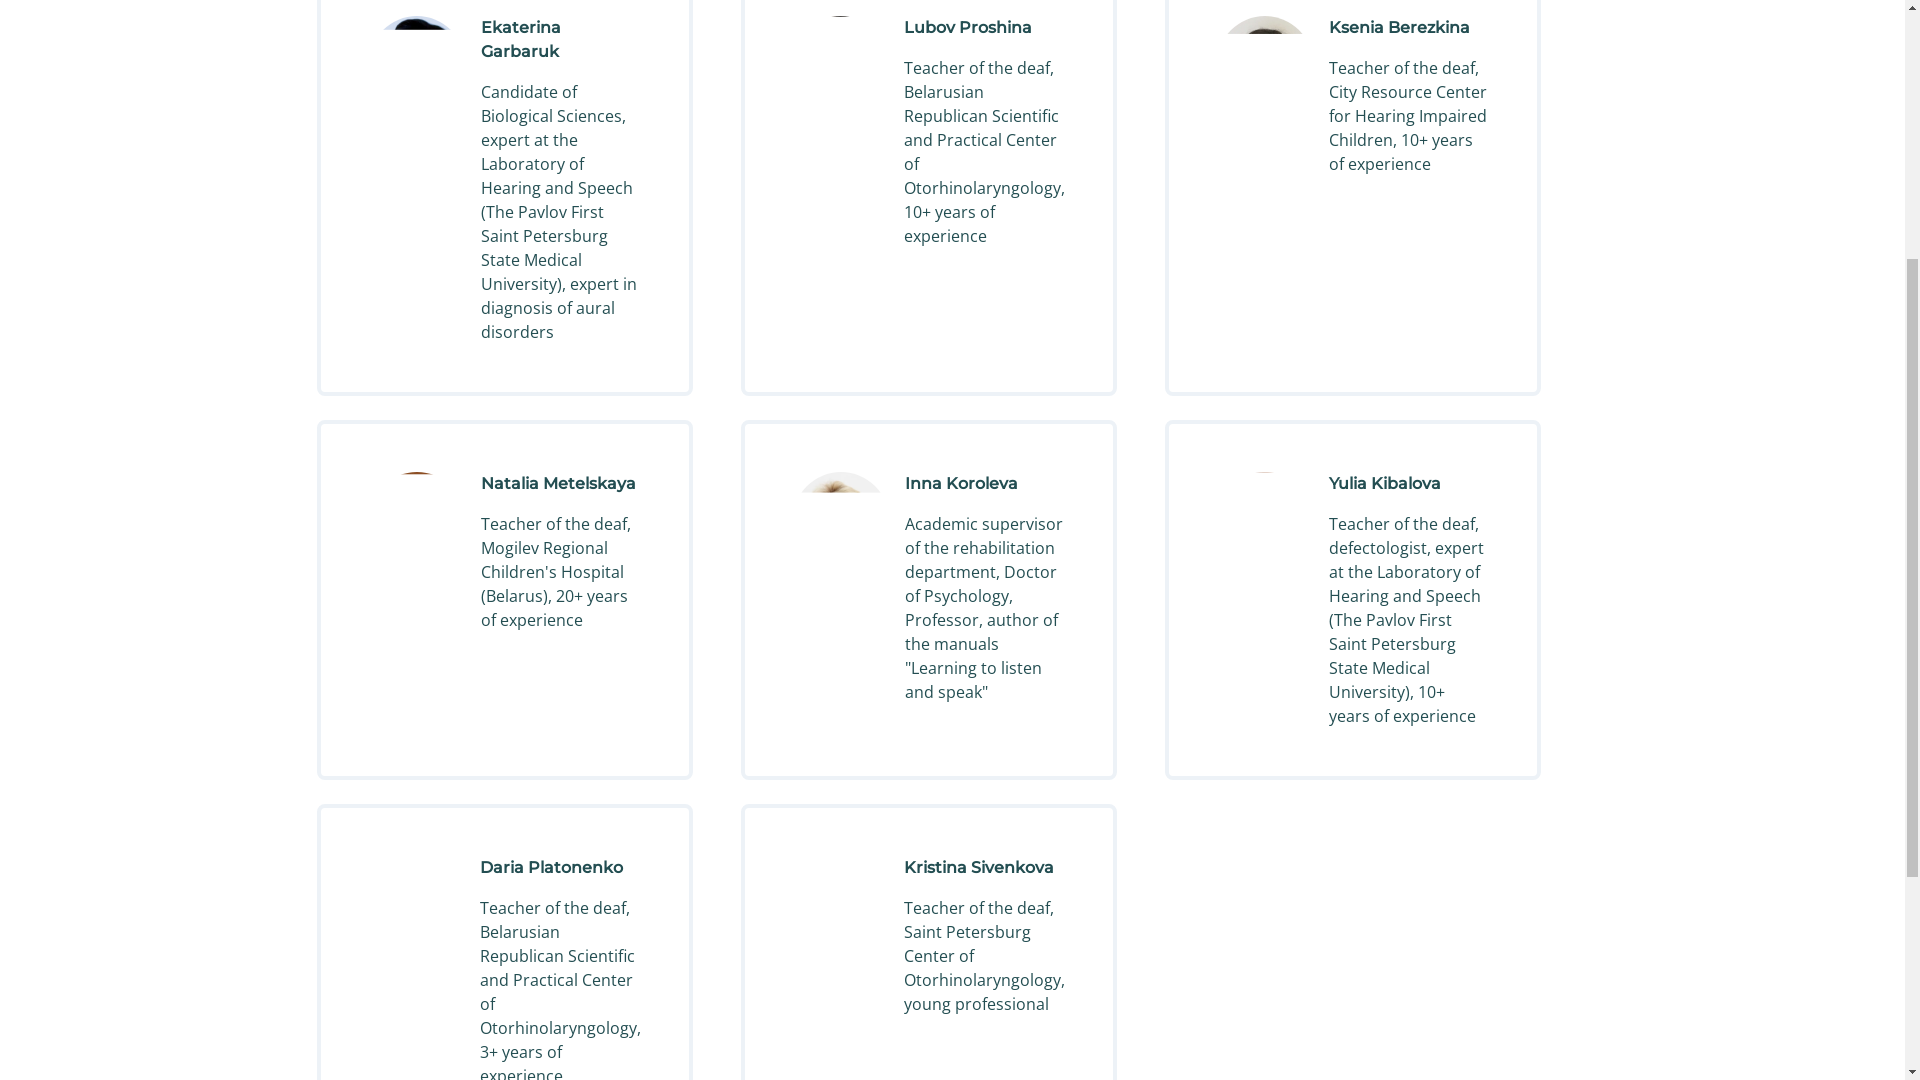 Ekaterina
Garbaruk
Candidate of
Biological Sciences,
expert at the
Laboratory of
Hearing and Speech
(The Pavlov First
Saint Petersburg
State Medical
University), expert in
diagnosis of aural
disorders
Lubov Proshina
Teacher of the deaf,
Belarusian
Republican Scientific
and Practical Center
of
Otorhinolaryngology,
10+ years of
experience
Ksenia Berezkina
Teacher of the deaf,
City Resource Center
for Hearing Impaired
Children, 10+ years
of experience
Natalia Metelskaya
Teacher of the deaf,
Mogilev Regional
Children's Hospital
(Belarus), 20+ years
of experience
Inna Koroleva
Academic supervisor
of the rehabilitation
department, Doctor
of Psychology,
Professor, author of
the manuals
"Learning to listen
and speak"
Yulia Kibalova
Teacher of the deaf,
defectologist, expert
at the Laboratory of
Hearing and Speech
(The Pavlov First
Saint Petersburg
State Medical
University), 10+
years of experience
Daria Platonenko
Teacher of the deaf,
Belarusian
Republican Scientific
and Practical Center
of
Otorhinolaryngology,
3+ years of
experience
Kristina Sivenkova
Teacher of the deaf,
Saint Petersburg
Center of
Otorhinolaryngology,
young professional